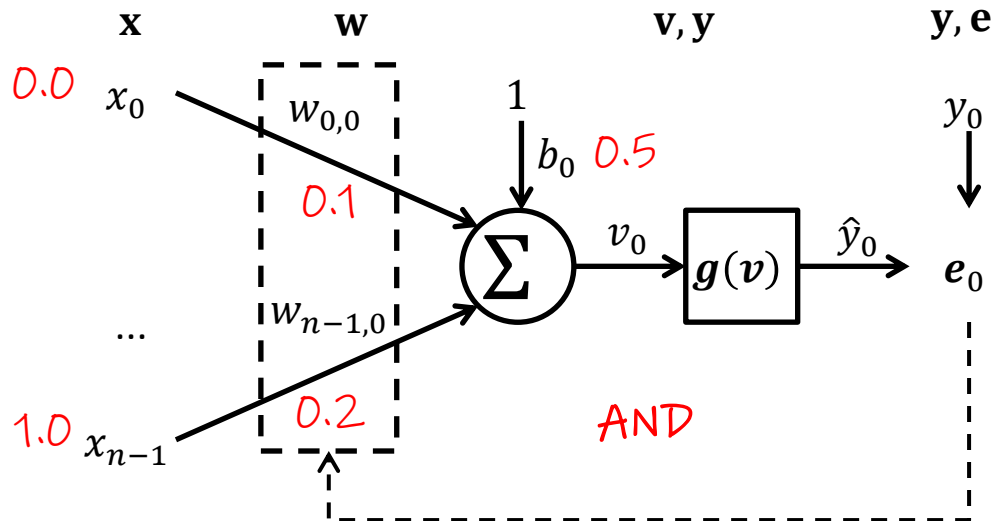 x w v, y y, e
0.0 x₀ w₀,₀ 1 y₀
0.1 b₀ 0.5
Σ v₀ g(v) ŷ₀ e₀
... wₙ₋₁,₀
1.0 xₙ₋₁ 0.2 AND